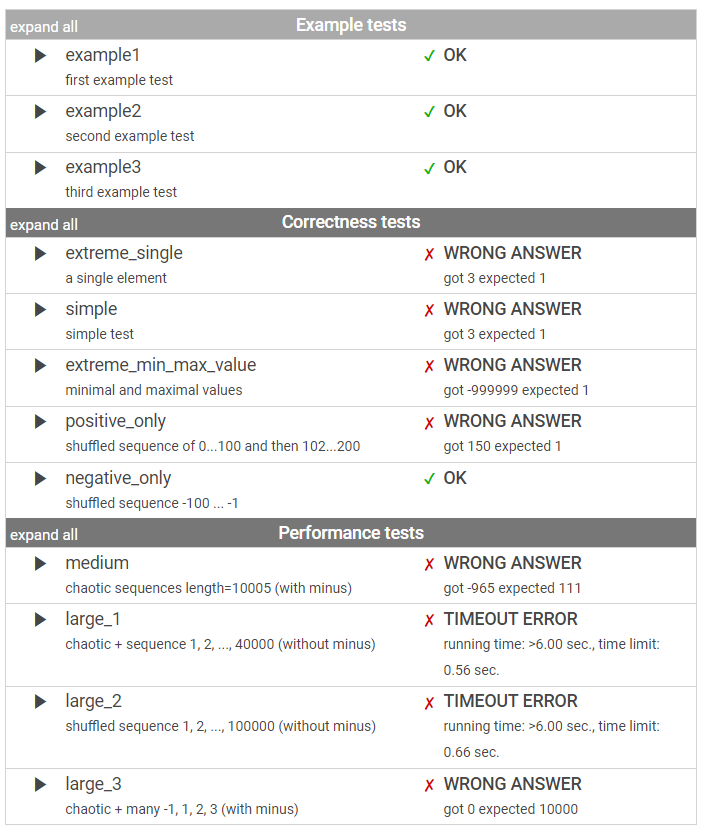 expand all Example tests
example1 OK
first example test
example2 OK
second example test
example3 OK
third example test
expand all Correctness tests
extreme_single WRONG ANSWER
a single element got 3 expected 1
simple WRONG ANSWER
simple test got 3 expected 1
extreme_min_max_value WRONG ANSWER
minimal and maximal values got -999999 expected 1
positive_only WRONG ANSWER
shuffled sequence of 0...100 and then 102...200 got 150 expected 1
negative_only OK
shuffled sequence -100 ... -1
expand all Performance tests
medium WRONG ANSWER
chaotic sequences length=10005 (with minus) got -965 expected 111
large_1 TIMEOUT ERROR
chaotic + sequence 1, 2, ..., 40000 (without minus) running time: >6.00 sec., time limit:
0.56 sec.
large_2 TIMEOUT ERROR
shuffled sequence 1, 2, ..., 100000 (without minus) running time: >6.00 sec., time limit:
0.66 sec.
large_3 WRONG ANSWER
chaotic + many -1, 1, 2, 3 (with minus) got 0 expected 10000